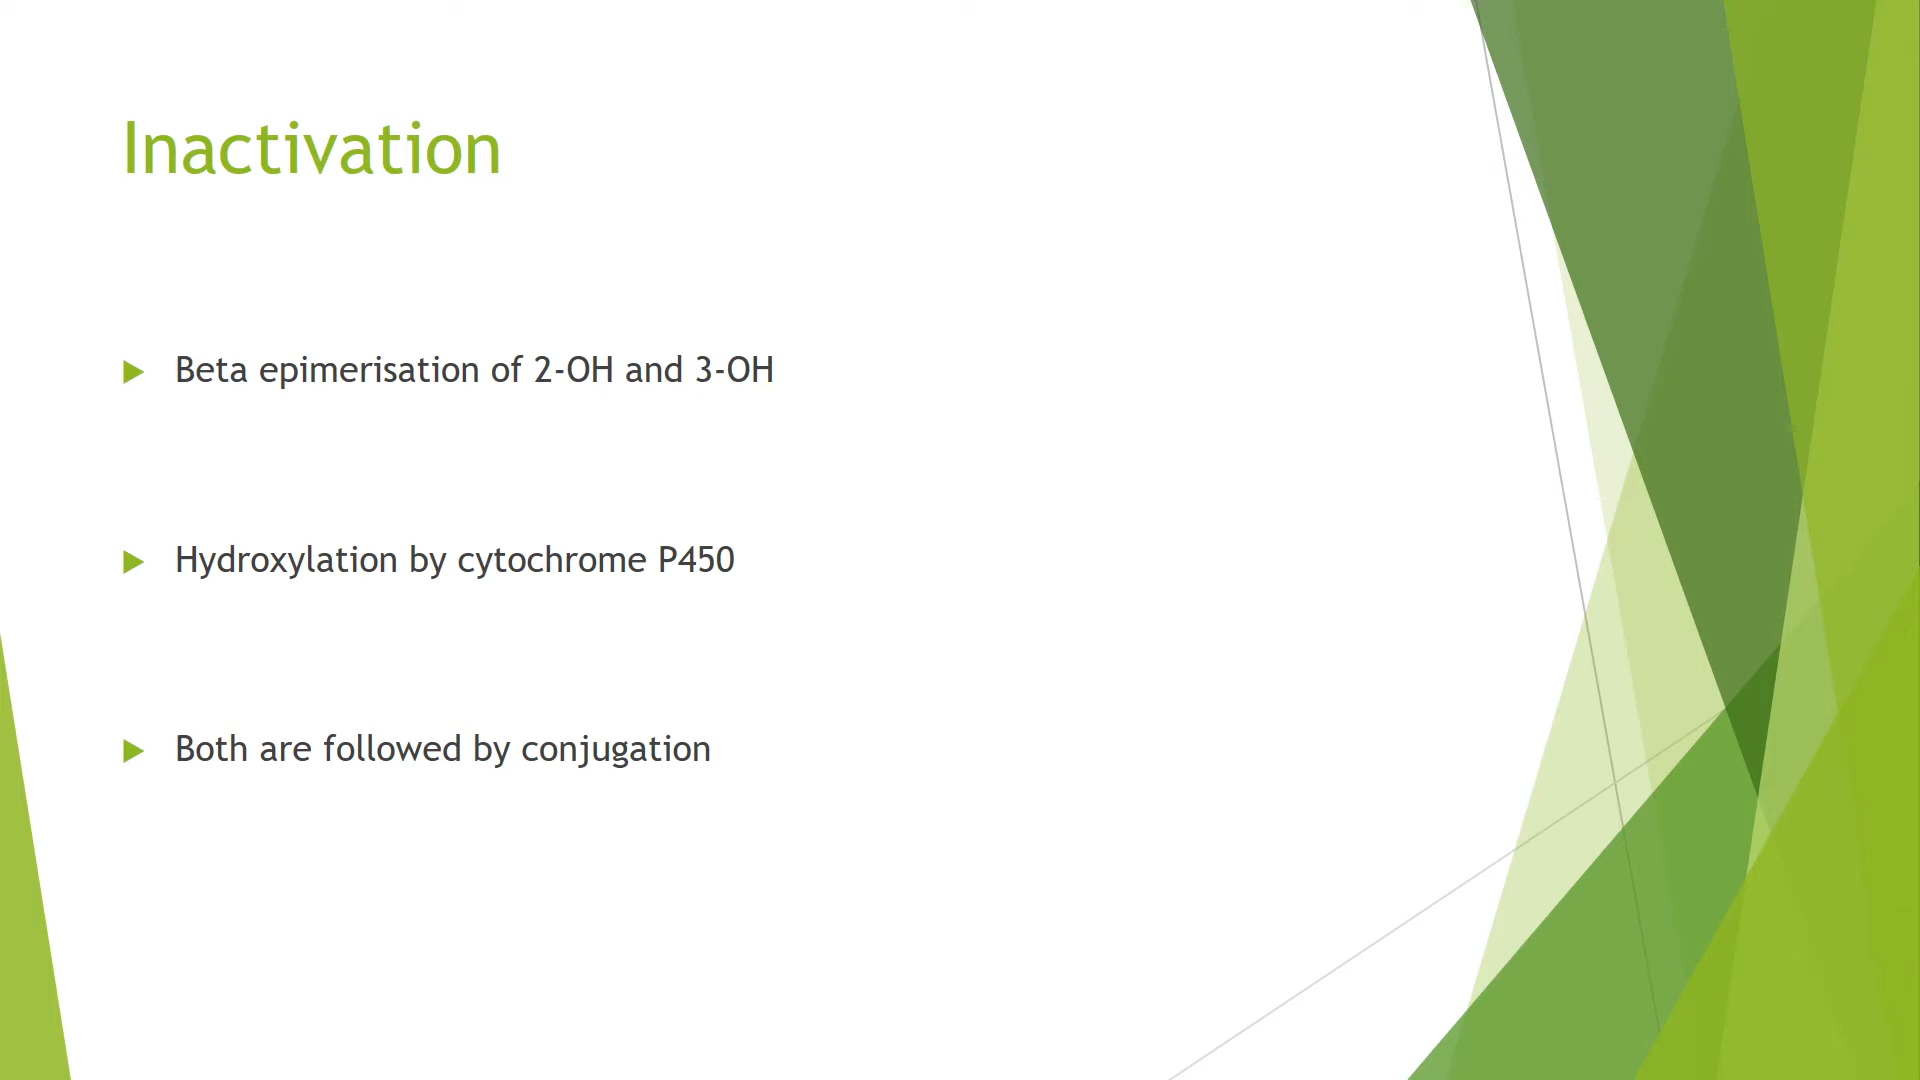 Inactivation
Beta epimerisation of 2-OH and 3-OH
Hydroxylation by cytochrome P450
Both are followed by conjugation